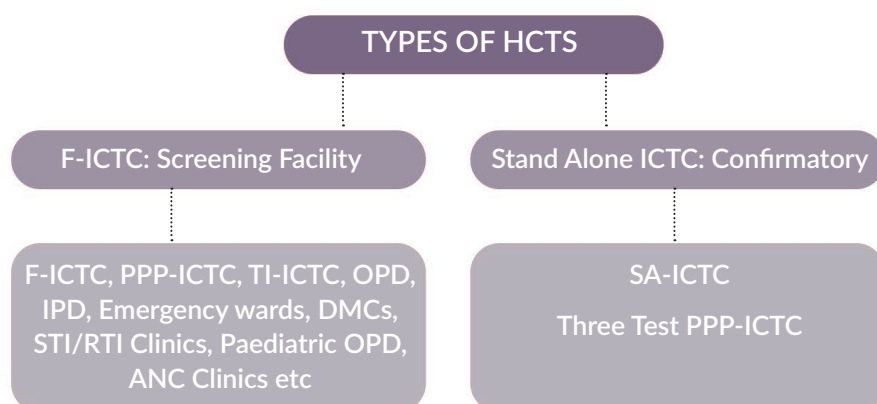 TYPES OF HCTS
F-ICTC: Screening Facility
Stand Alone ICTC: Confirmatory
F-ICTC, PPP-ICTC, TI-ICTC, OPD,
IPD, Emergency wards, DMCs,
STI/RTI Clinics, Paediatric OPD,
ANC Clinics etc
SA-ICTC
Three Test PPP-ICTC